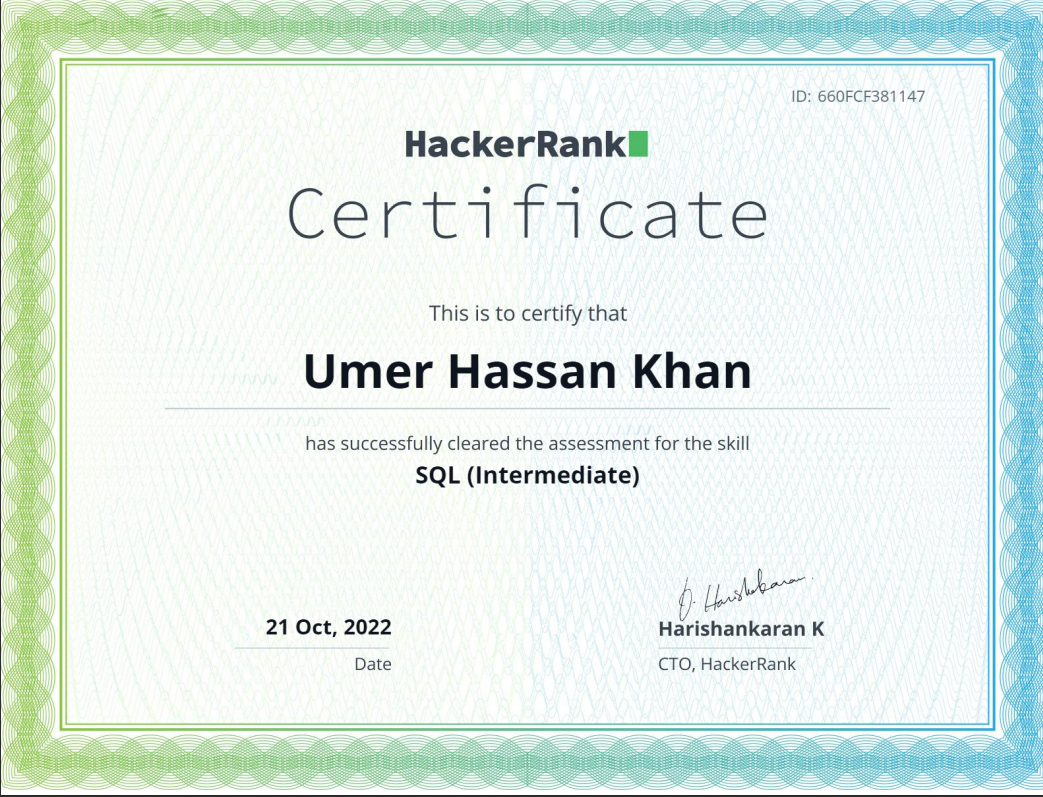 ID: 660FCF381147
HackerRank
Certificate
This is to certify that
Umer Hassan Khan
has successfully cleared the assessment for the skill
SQL (Intermediate)
21 Oct, 2022
Date
Harishankaran K
CTO, HackerRank